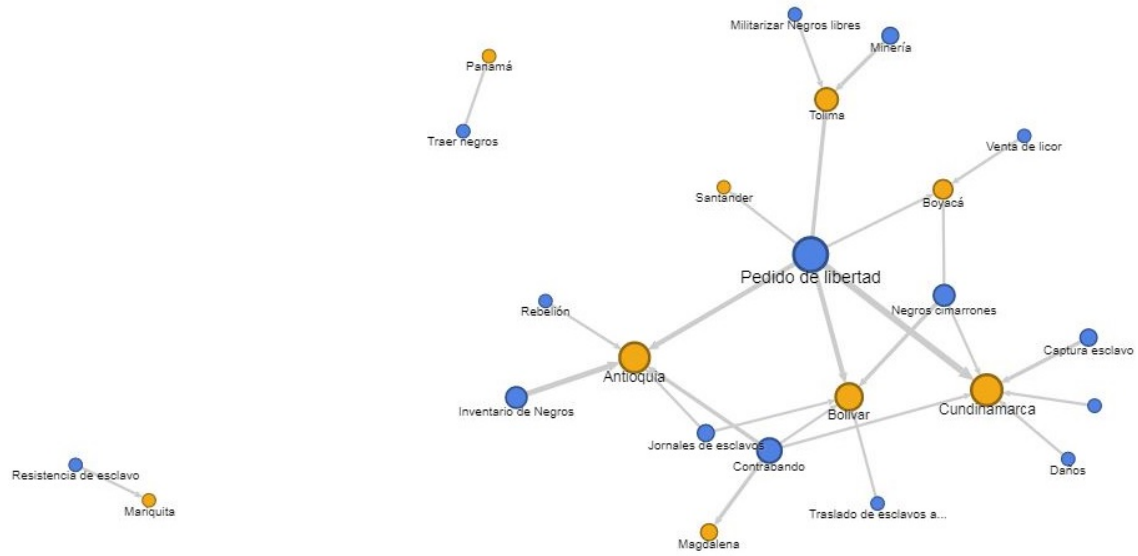 Militarizar Negros libres
Minería
Panamá
Tolima
Traer negros
Venta de licor
Santander
Boyacá
Pedido de libertad
Rebelión
Negros cimarrones
Captura esclavo
Antioquia
Inventario de Negros
Bolívar
Cundinamarca
Jornales de esclavos
Contrabando
Daños
Resistencia de esclavo
Mariquita
Traslado de esclavos a...
Magdalena